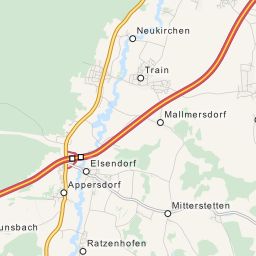 Neukirchen
Train
Mallmersdorf
Elsendorf
Appersdorf
Mitterstetten
unsbach
Ratzenhofen